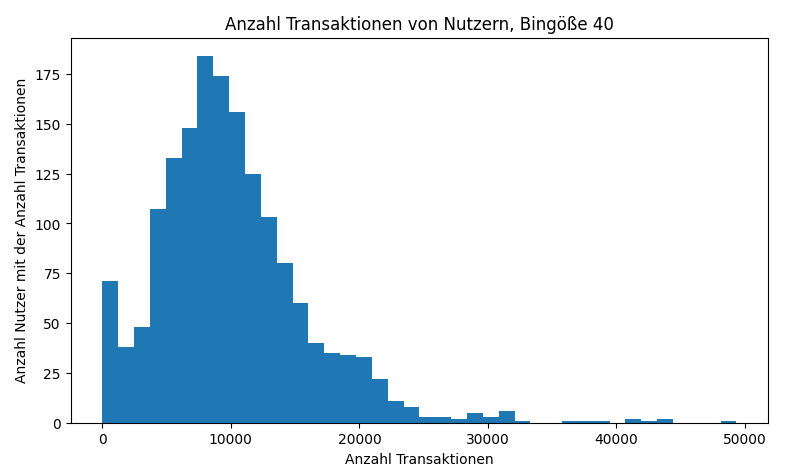 Anzahl Transaktionen von Nutzern, Bingöße 40
Anzahl Nutzer mit der Anzahl Transaktionen
175
150
125
100
75
50
25
0
0 10000 20000 30000 40000 50000
Anzahl Transaktionen